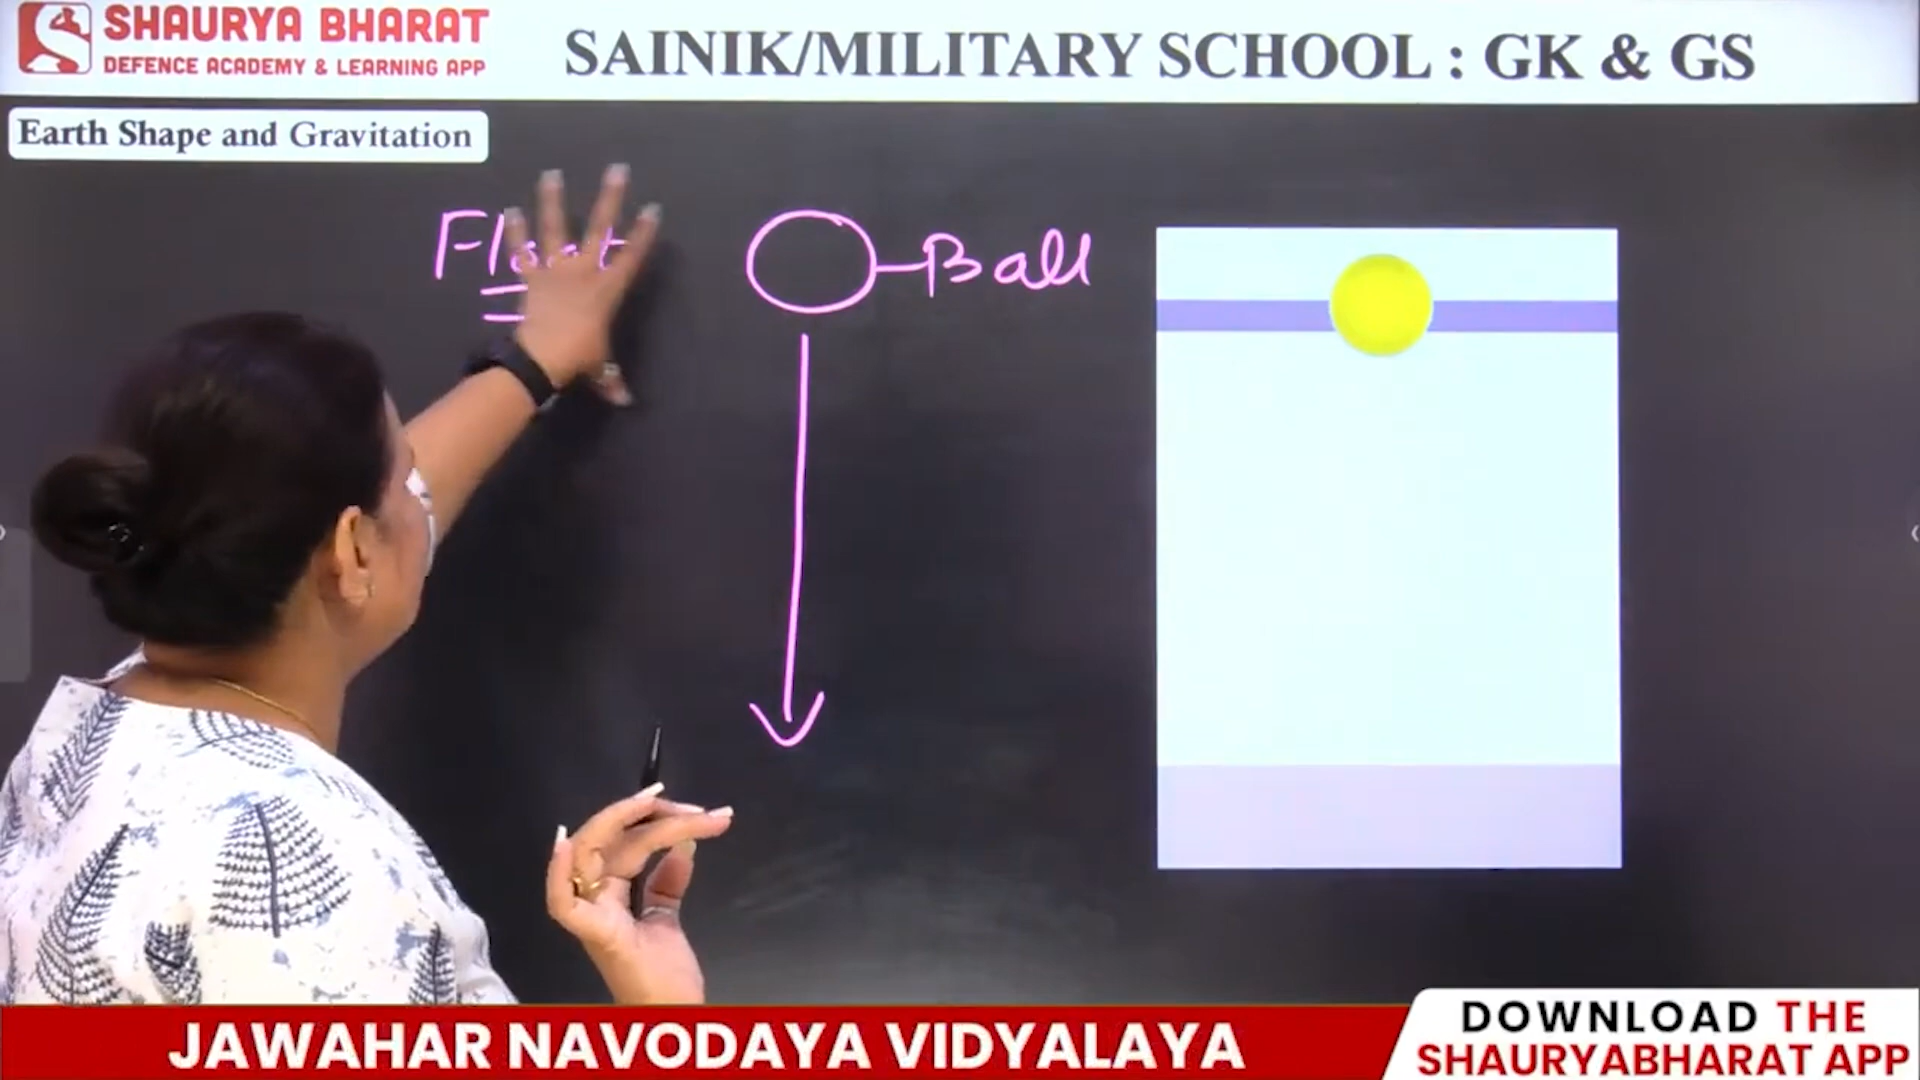 SHAURYA BHARAT
DEFENCE ACADEMY & LEARNING APP
SAINIK/MILITARY SCHOOL : GK & GS
Earth Shape and Gravitation
Ball
JAWAHAR NAVODAYA VIDYALAYA
DOWNLOAD THE
SHAURYABHARAT APP